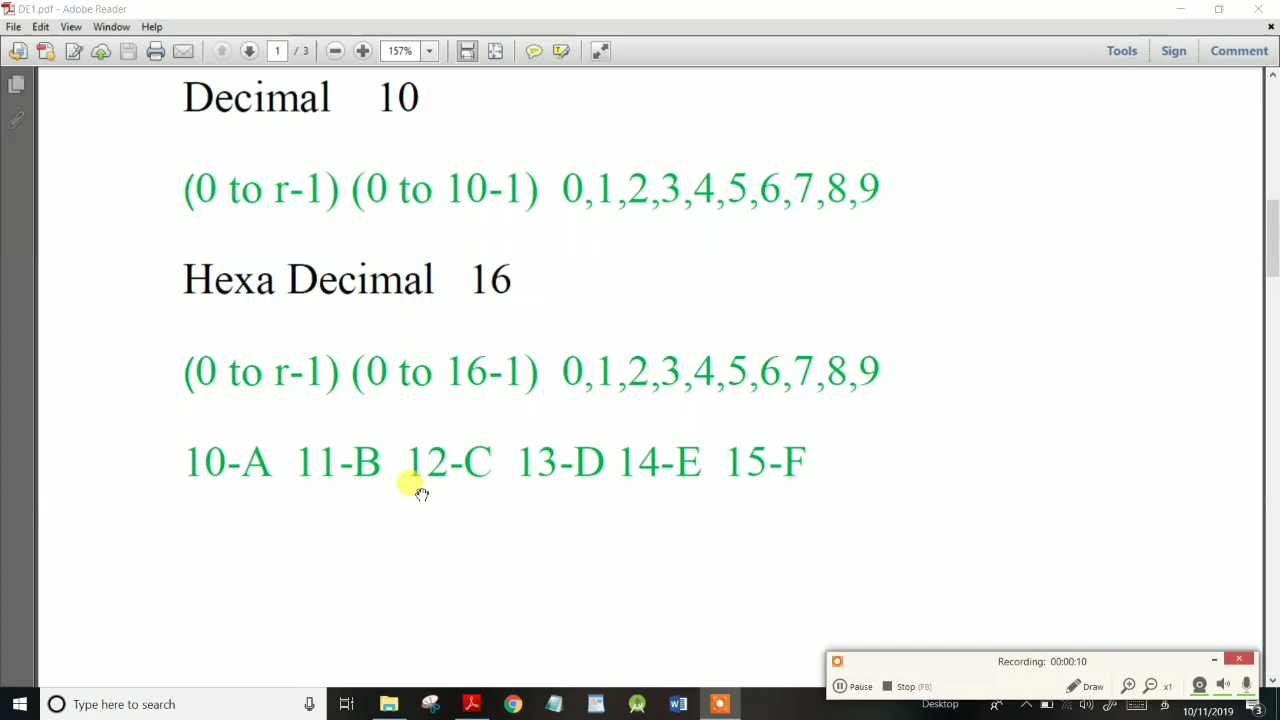 DE1.pdf - Adobe Reader
File Edit View Window Help
1 / 3 157% Tools Sign Comment
Decimal 10
(0 to r-1) (0 to 10-1) 0,1,2,3,4,5,6,7,8,9
Hexa Decimal 16
(0 to r-1) (0 to 16-1) 0,1,2,3,4,5,6,7,8,9
10-A 11-B 12-C 13-D 14-E 15-F
Recording: 00:00:10
Pause Stop (F8) Draw x1
Type here to search Desktop
10/11/2019 3